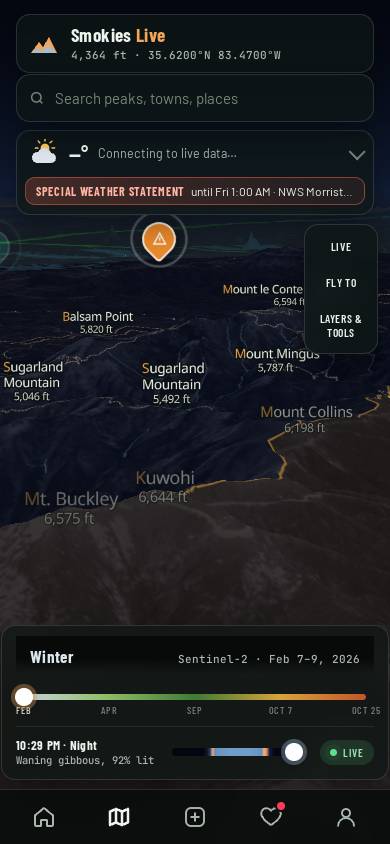 Smokies Live
4,364 ft · 35.6200°N 83.4700°W
Search peaks, towns, places
—° Connecting to live data…
SPECIAL WEATHER STATEMENT until Fri 1:00 AM · NWS Morrist…
LIVE
FLY TO
LAYERS &
TOOLS
Mount le Conte
6,594 ft
Balsam Point
5,820 ft
Mount Mingus
5,787 ft
Sugarland
Mountain
5,046 ft
Sugarland
Mountain
5,492 ft
Mount Collins
6,198 ft
Kuwohi
6,644 ft
Mt. Buckley
6,575 ft
Winter
Sentinel-2 · Feb 7–9, 2026
FEB APR SEP OCT 7 OCT 25
10:29 PM · Night
Waning gibbous, 92% lit
LIVE